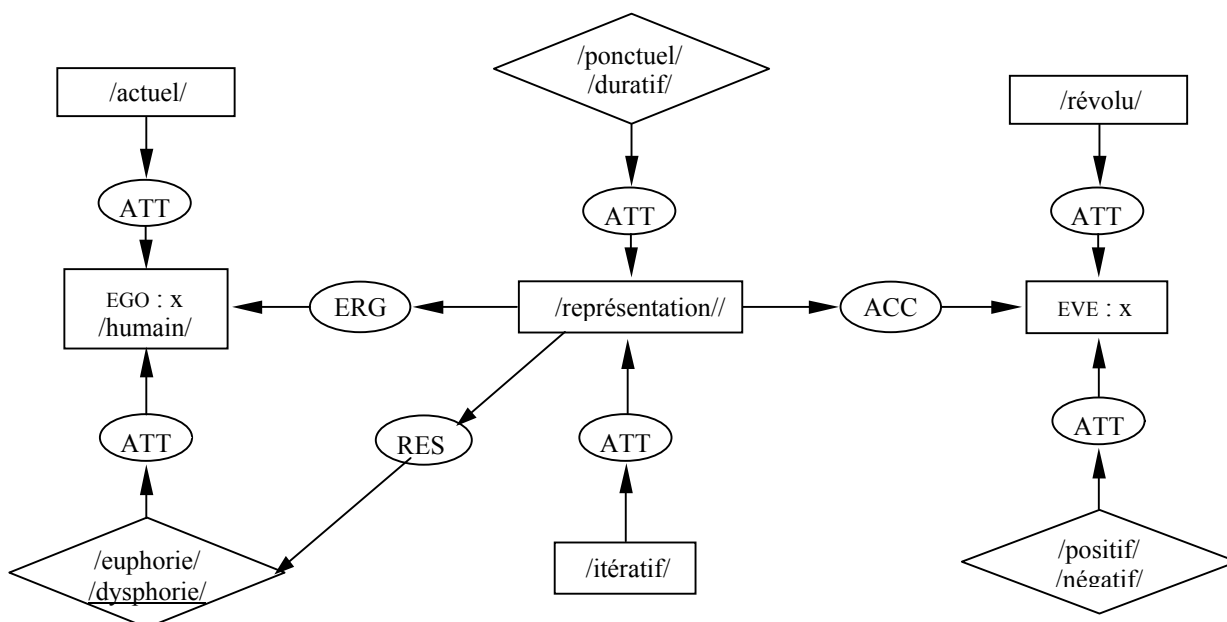 /ponctuel/
/duratif/
/actuel/
/révolu/
ATT
ATT
ATT
EGO : x
/humain/
ERG
/représentation//
ACC
EVE : x
ATT
RES
ATT
ATT
/euphorie/
/dysphorie/
/itératif/
/positif/
/négatif/